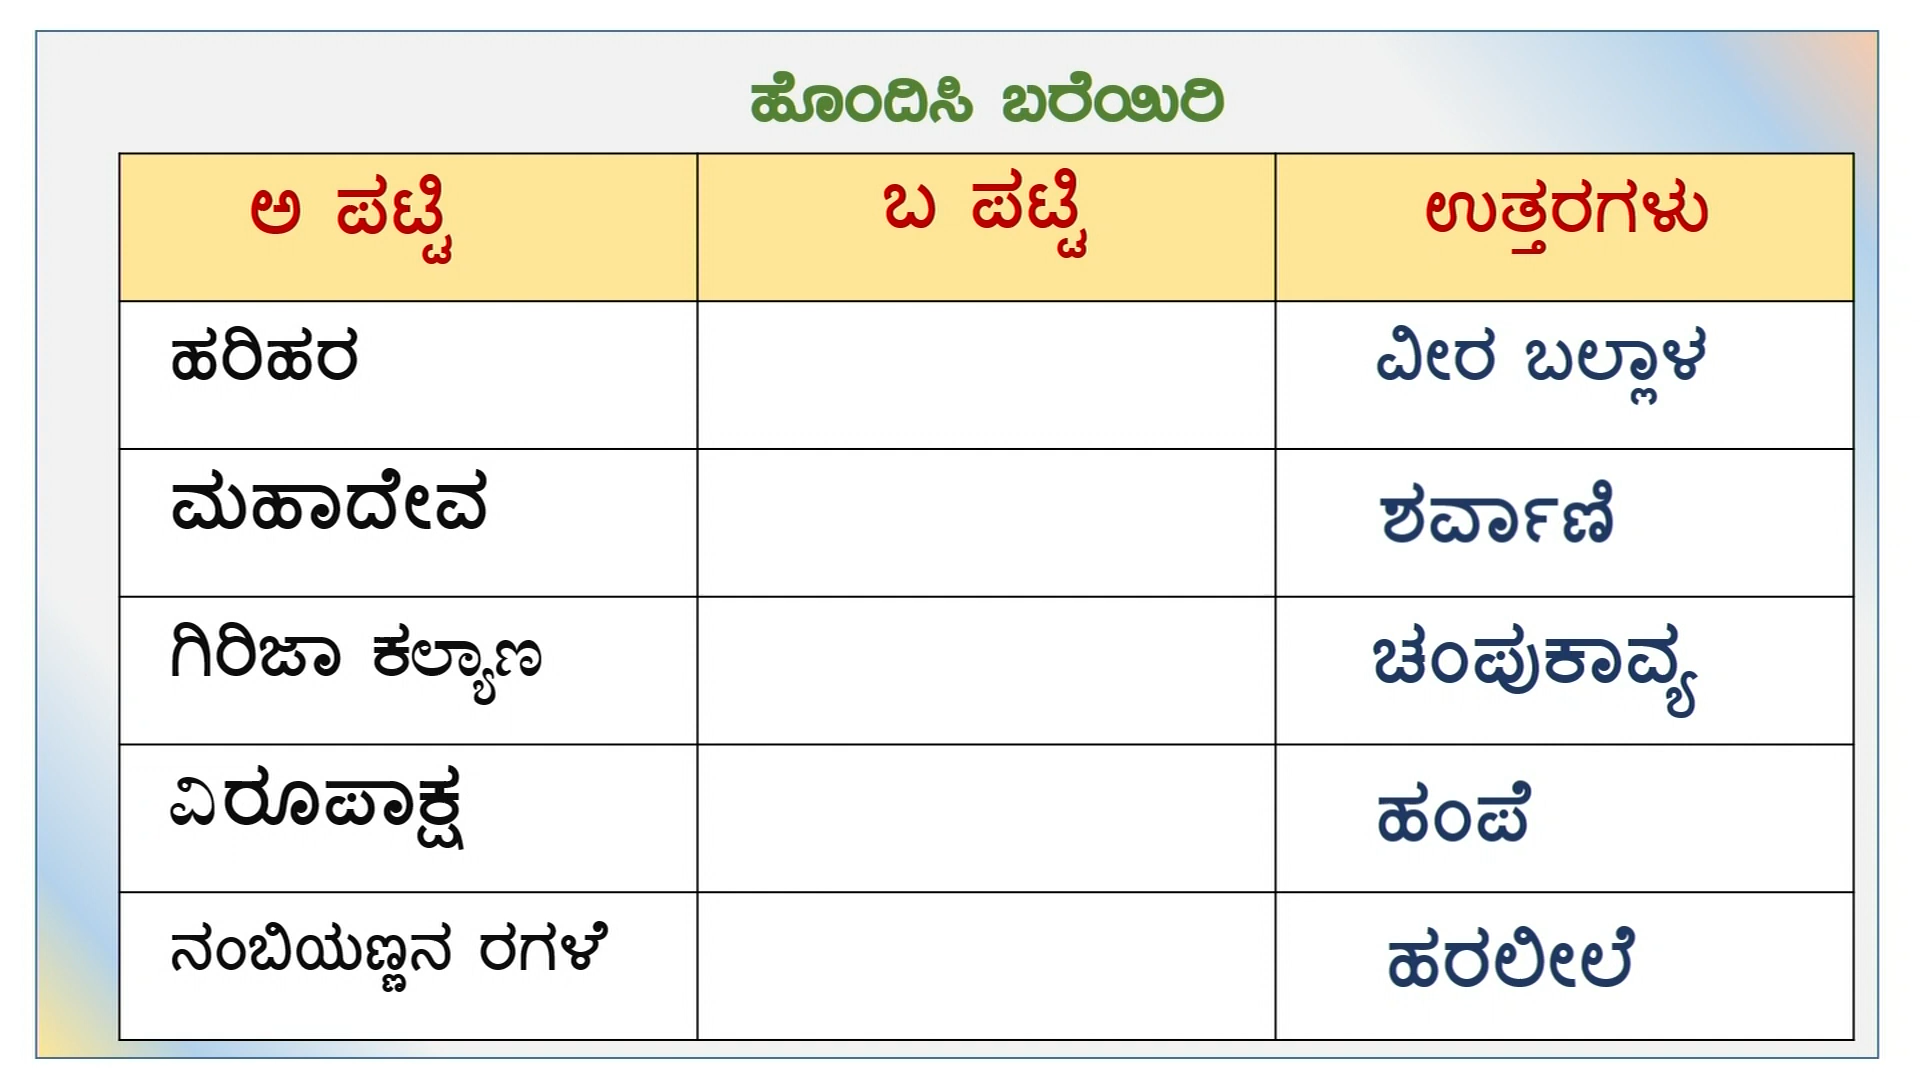 ಹೊಂದಿಸಿ ಬರೆಯಿರಿ
ಅ ಪಟ್ಟಿ ಬ ಪಟ್ಟಿ ಉತ್ತರಗಳು
ಹರಿಹರ ವೀರ ಬಲ್ಲಾಳ
ಮಹಾದೇವ ಶರ್ವಾಣಿ
ಗಿರಿಜಾ ಕಲ್ಯಾಣ ಚಂಪುಕಾವ್ಯ
ವಿರೂಪಾಕ್ಷ ಹಂಪೆ
ನಂಬಿಯಣ್ಣನ ರಗಳೆ ಹರಲೀಲೆ